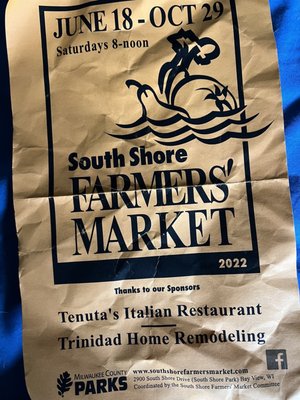 JUNE 18 - OCT 29
Saturdays 8-noon
South Shore
FARMERS'
MARKET
2022
Thanks to our Sponsors
Tenuta's Italian Restaurant
Trinidad Home Remodeling
MILWAUKEE COUNTY
PARKS
www.southshorefarmersmarket.com
2900 South Shore Drive (South Shore Park) Bay View, WI
Coordinated by the South Shore Farmers' Market Committee
f